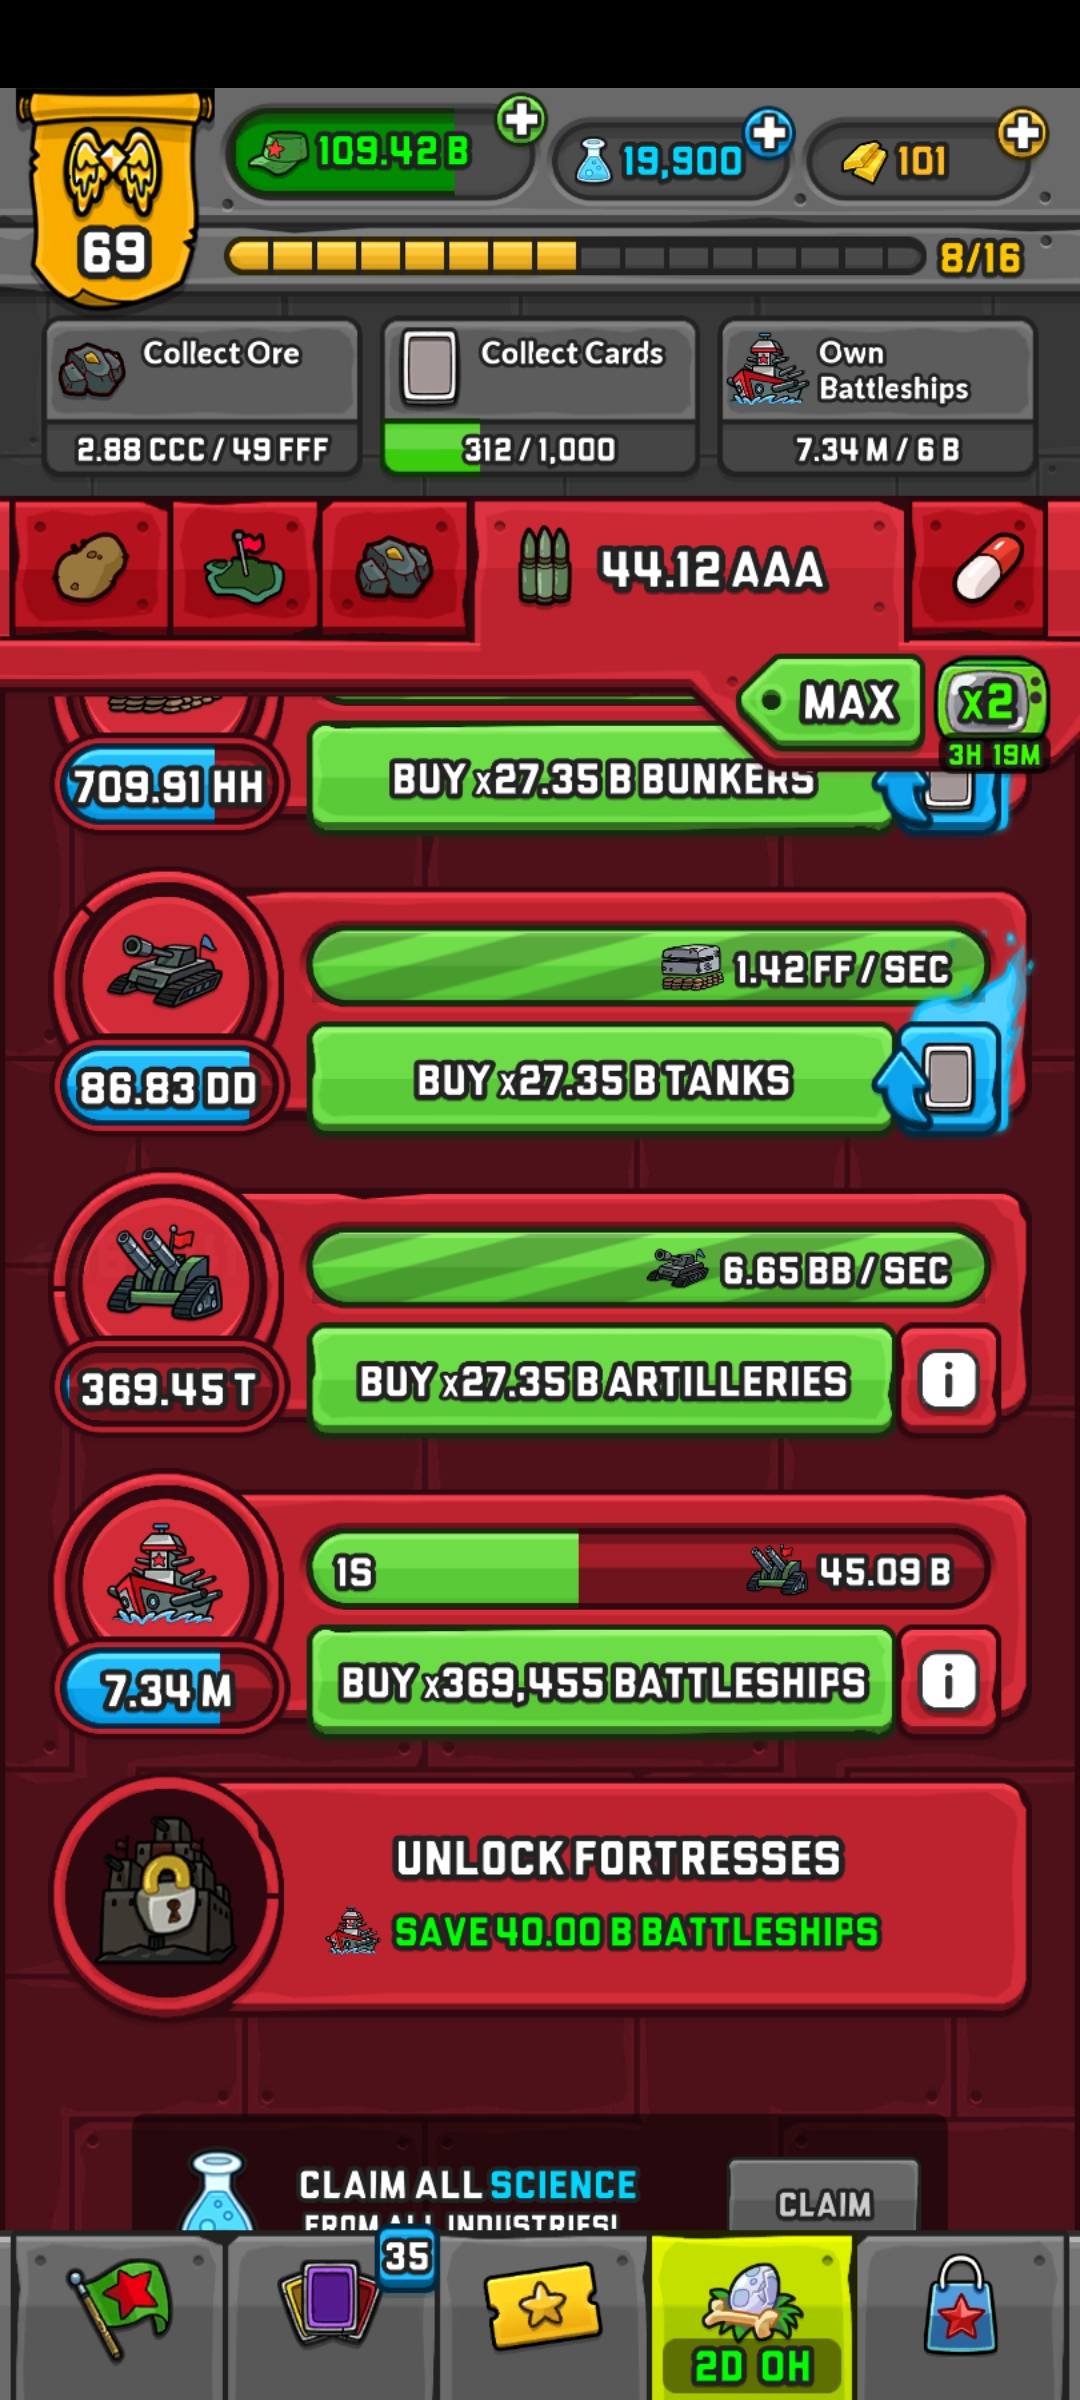 69
109.42 B
19,900
101
8/16
Collect Ore
2.88 CCC / 49 FFF
Collect Cards
312 / 1,000
Own
Battleships
7.34 M / 6 B
44.12 AAA
MAX
x2
3H 19M
709.91 HH
BUY x27.35 B BUNKERS
1.42 FF / SEC
86.83 DD
BUY x27.35 B TANKS
6.65 BB / SEC
369.45 T
BUY x27.35 B ARTILLERIES
i
1S
45.09 B
7.34 M
BUY x369,455 BATTLESHIPS
i
UNLOCK FORTRESSES
SAVE 40.00 B BATTLESHIPS
CLAIM ALL SCIENCE
FROM ALL INDUSTRIES!
CLAIM
35
2D 0H